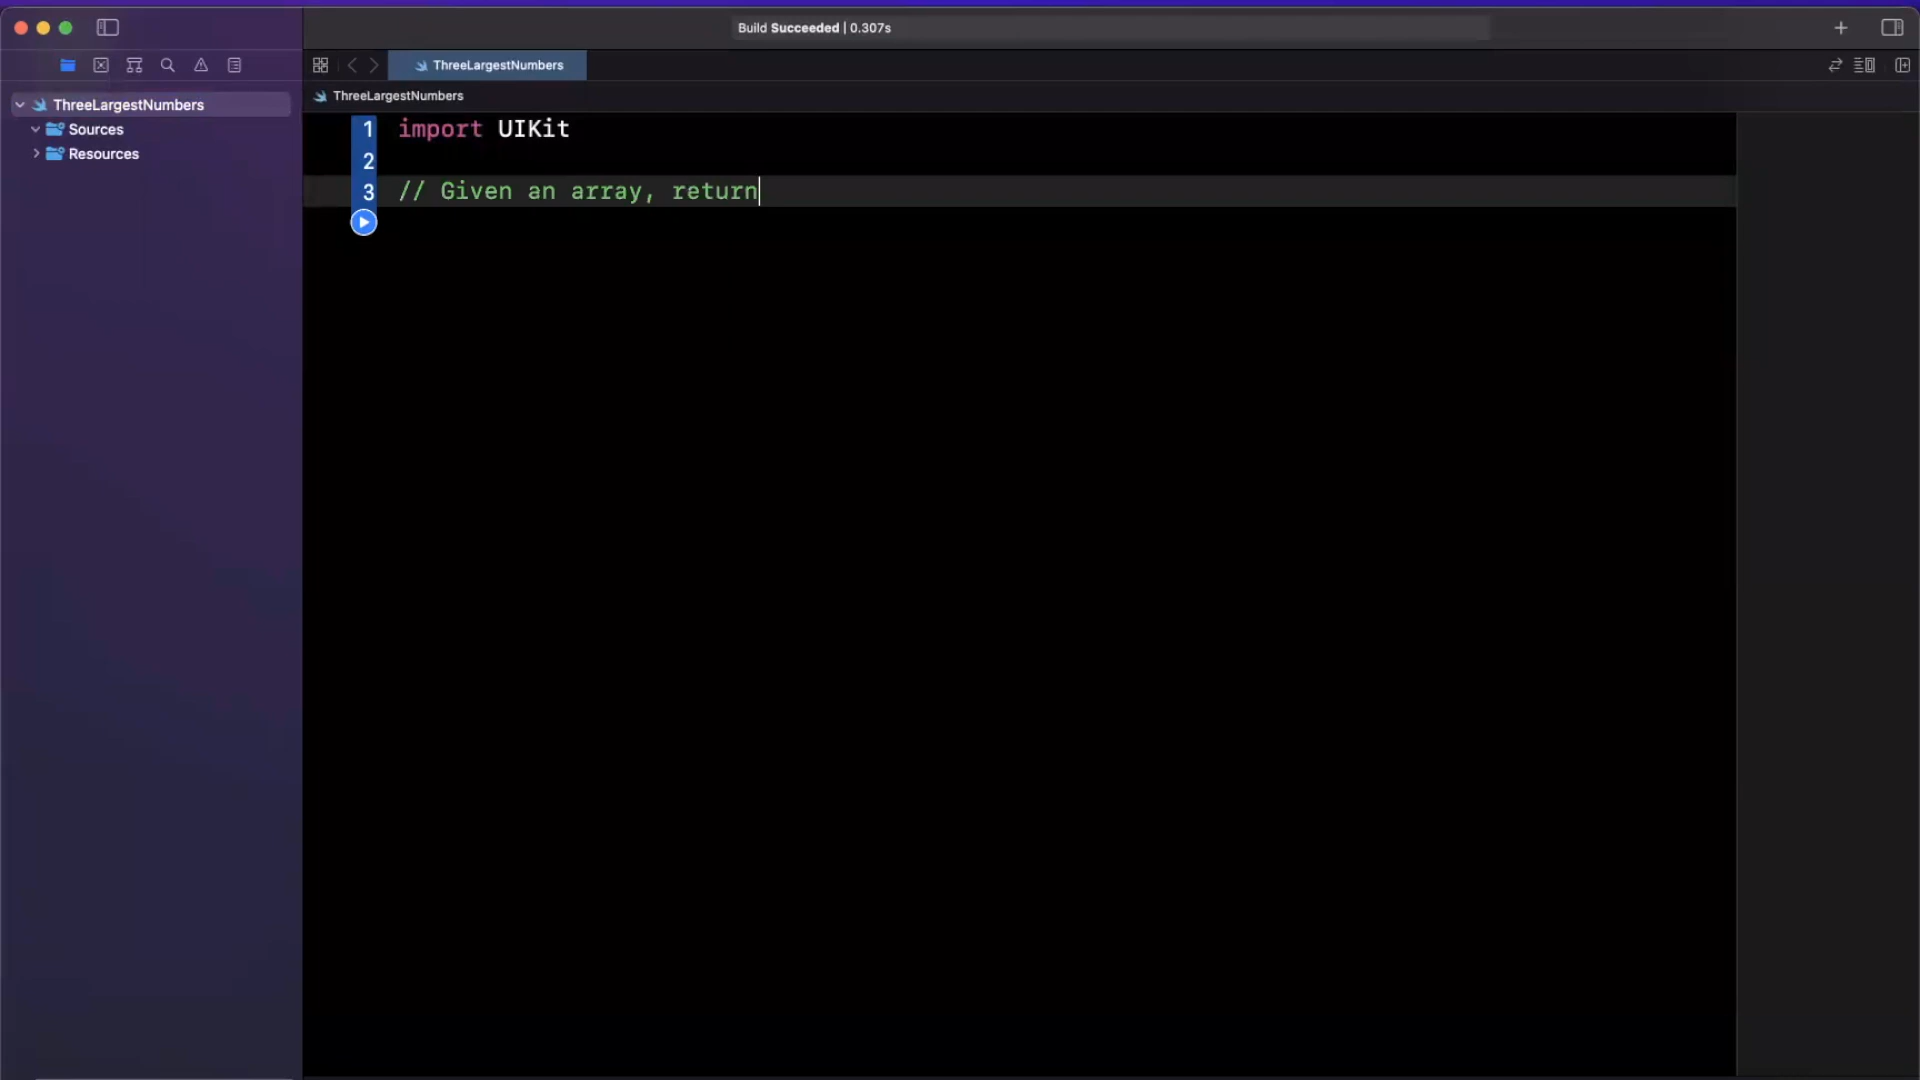 Build Succeeded | 0.307s
ThreeLargestNumbers
ThreeLargestNumbers
Sources
Resources
ThreeLargestNumbers
1 import UIKit
2
3 // Given an array, return